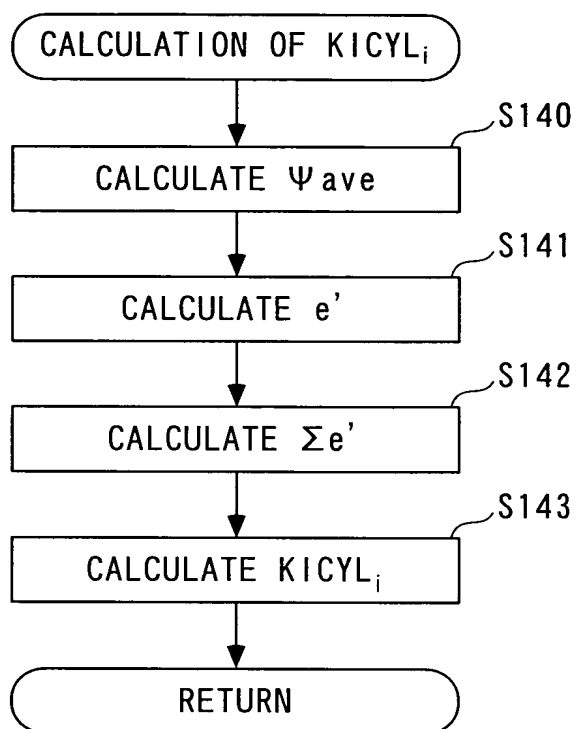 CALCULATION OF KICYLᵢ
S140
CALCULATE Ψave
S141
CALCULATE e'
S142
CALCULATE Σe'
S143
CALCULATE KICYLᵢ
RETURN